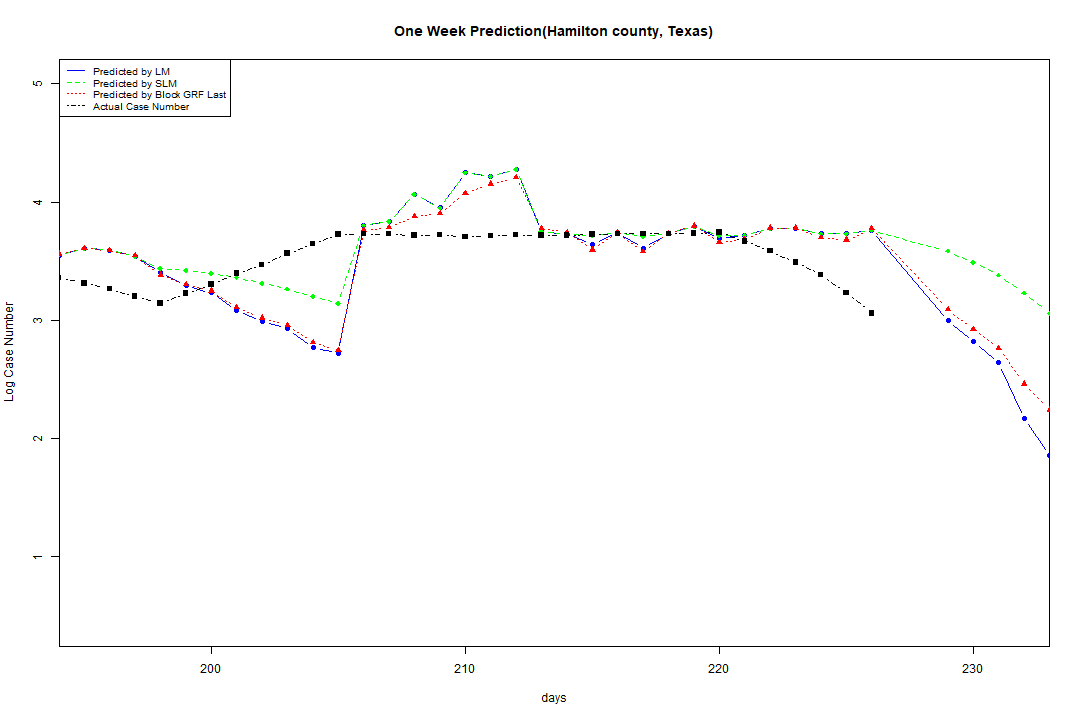 One Week Prediction(Hamilton county, Texas)
Predicted by LM
Predicted by SLM
Predicted by Block GRF Last
Actual Case Number
5
4
3
2
1
Log Case Number
200
210
220
230
days